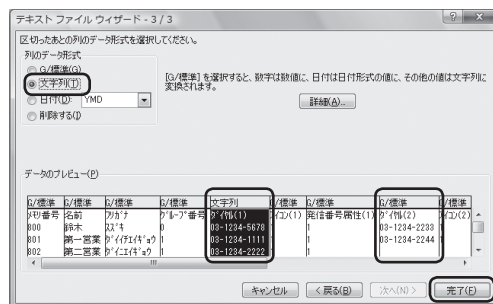 テキスト ファイル ウィザード - 3 / 3
区切ったあとの列のデータ形式を選択してください。
列のデータ形式
G/標準(G)
文字列(T)
日付(D): YMD
削除する(I)
[G/標準] を選択すると、数字は数値に、日付は日付形式の値に、その他の値は文字列に変換されます。
詳細(A)...
データのプレビュー(P)
G/標準 G/標準 G/標準 G/標準 文字列 G/標準 G/標準 G/標準 G/標準
ﾒﾓﾘ番号 名前 ﾌﾘｶﾞﾅ ｸﾞﾙｰﾌﾟ番号 ﾀﾞｲﾔﾙ(1) ｱｲｺﾝ(1) 発信番号属性(1) ﾀﾞｲﾔﾙ(2) ｱｲｺﾝ(2)
800 鈴木 ｽｽﾞｷ 0 03-1234-5678 1 1 03-1234-2233 1
801 第一営業 ﾀﾞｲｲﾁｴｲｷﾞｮｳ 1 03-1234-1111 1 1 03-1234-2244 1
802 第二営業 ﾀﾞｲﾆｴｲｷﾞｮｳ 1 03-1234-2222 1 1
キャンセル < 戻る(B) 次へ(N) > 完了(F)